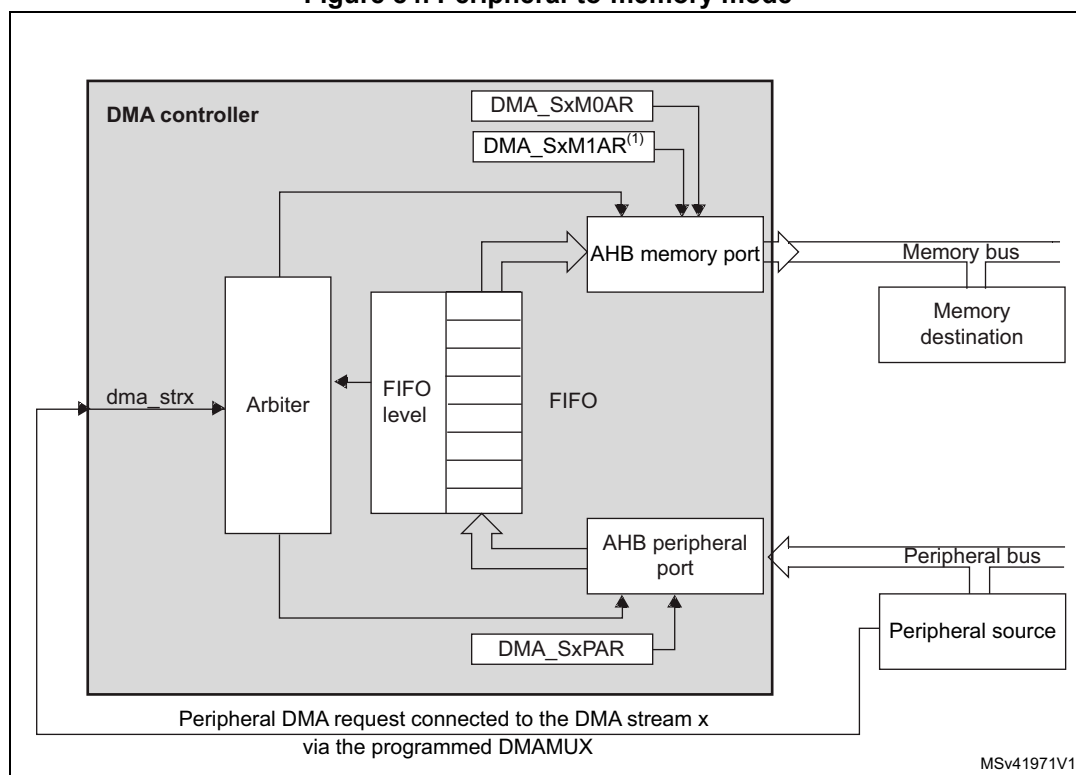 Figure 84. Peripheral-to-memory mode
DMA controller
DMA_SxM0AR
DMA_SxM1AR(1)
AHB memory port
Memory bus
Memory
destination
dma_strx
Arbiter
FIFO
level
FIFO
AHB peripheral
port
Peripheral bus
Peripheral source
DMA_SxPAR
Peripheral DMA request connected to the DMA stream x
via the programmed DMAMUX
MSv41971V1